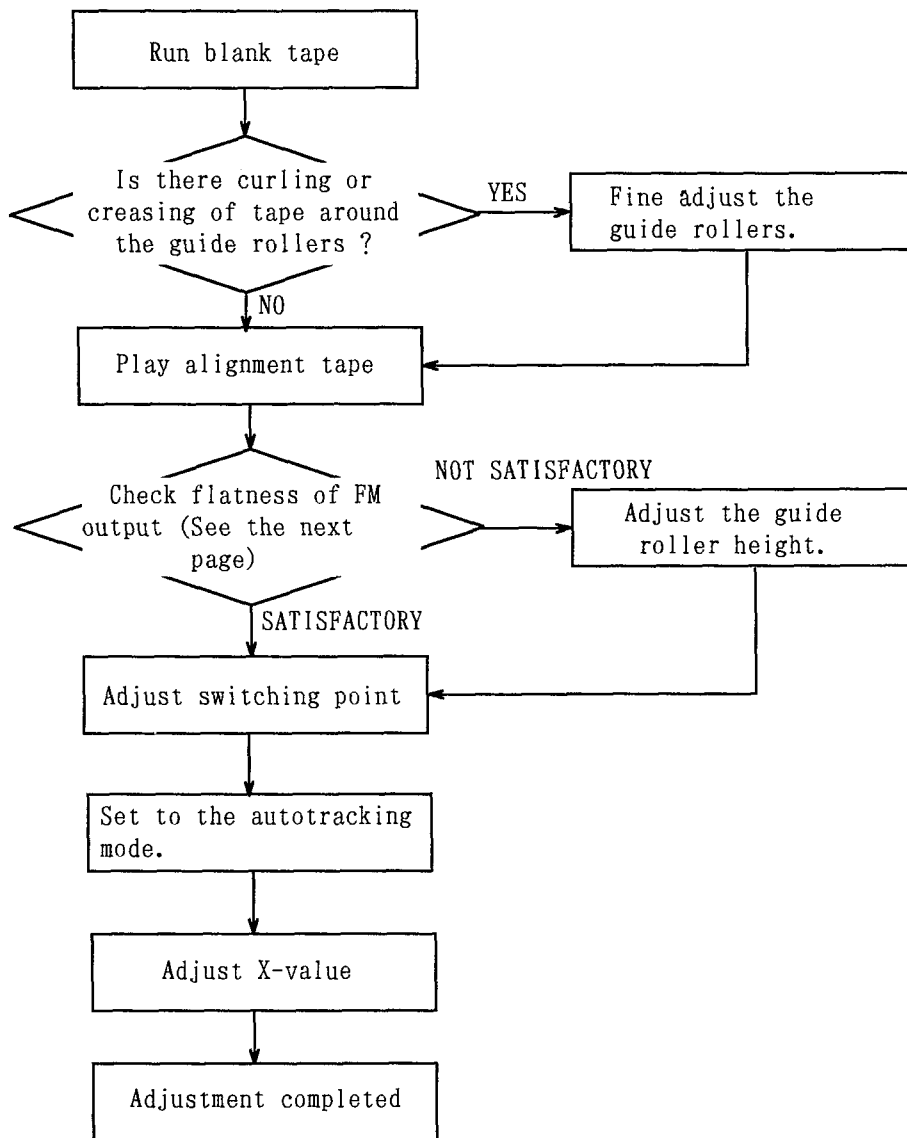 Run blank tape
Is there curling or
creasing of tape around
the guide rollers ?
YES
Fine adjust the
guide rollers.
NO
Play alignment tape
Check flatness of FM
output (See the next
page)
NOT SATISFACTORY
Adjust the guide
roller height.
SATISFACTORY
Adjust switching point
Set to the autotracking
mode.
Adjust X-value
Adjustment completed